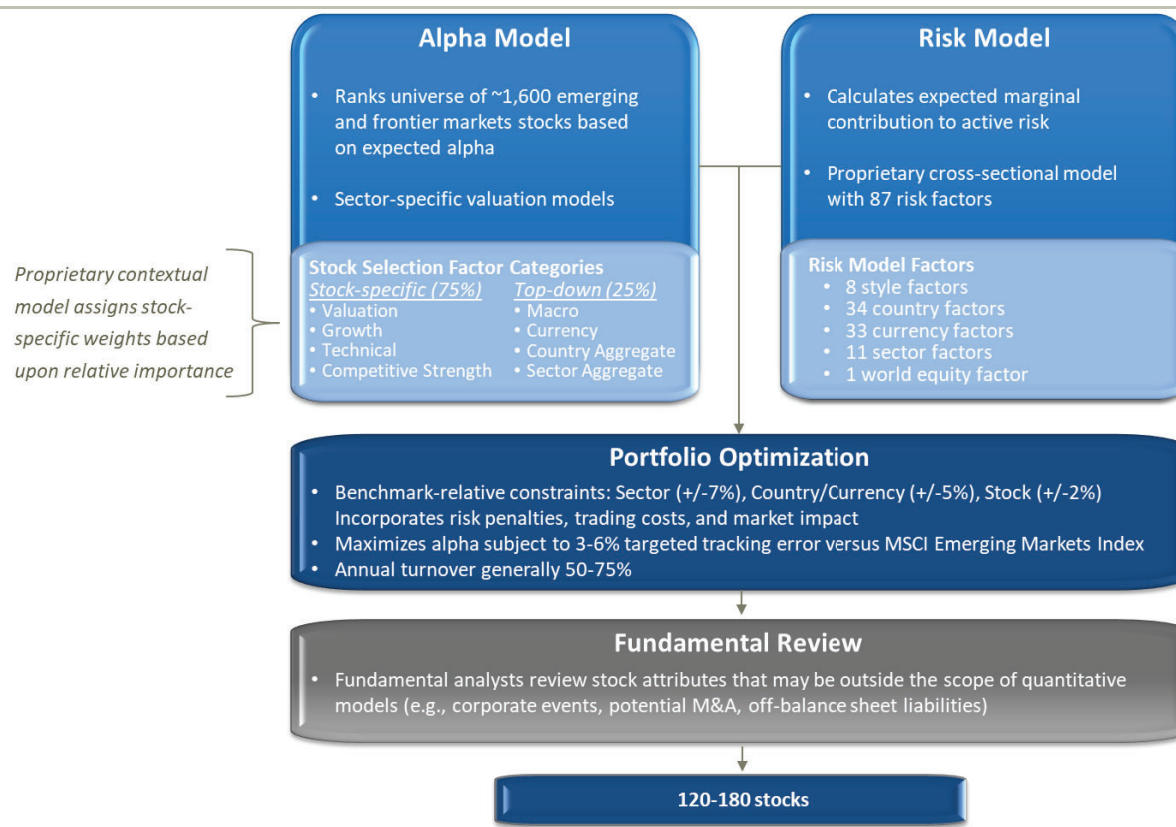 Alpha Model
• Ranks universe of ~1,600 emerging
and frontier markets stocks based
on expected alpha
• Sector-specific valuation models
Stock Selection Factor Categories
Stock-specific (75%)
• Valuation
• Growth
• Technical
• Competitive Strength
Top-down (25%)
• Macro
• Currency
• Country Aggregate
• Sector Aggregate
Proprietary contextual
model assigns stock-
specific weights based
upon relative importance
Risk Model
• Calculates expected marginal
contribution to active risk
• Proprietary cross-sectional model
with 87 risk factors
Risk Model Factors
• 8 style factors
• 34 country factors
• 33 currency factors
• 11 sector factors
• 1 world equity factor
Portfolio Optimization
• Benchmark-relative constraints: Sector (+/-7%), Country/Currency (+/-5%), Stock (+/-2%)
Incorporates risk penalties, trading costs, and market impact
• Maximizes alpha subject to 3-6% targeted tracking error versus MSCI Emerging Markets Index
• Annual turnover generally 50-75%
Fundamental Review
• Fundamental analysts review stock attributes that may be outside the scope of quantitative
models (e.g., corporate events, potential M&A, off-balance sheet liabilities)
120-180 stocks